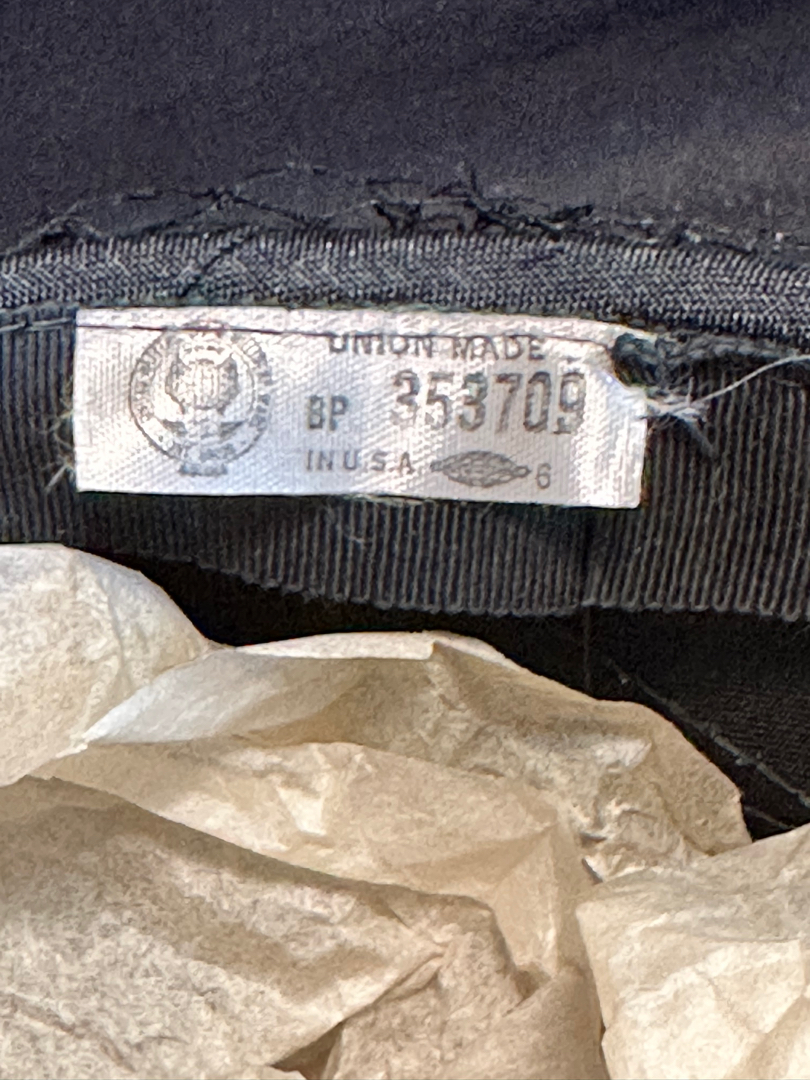 UNION MADE
BP 353709
IN U.S.A 6